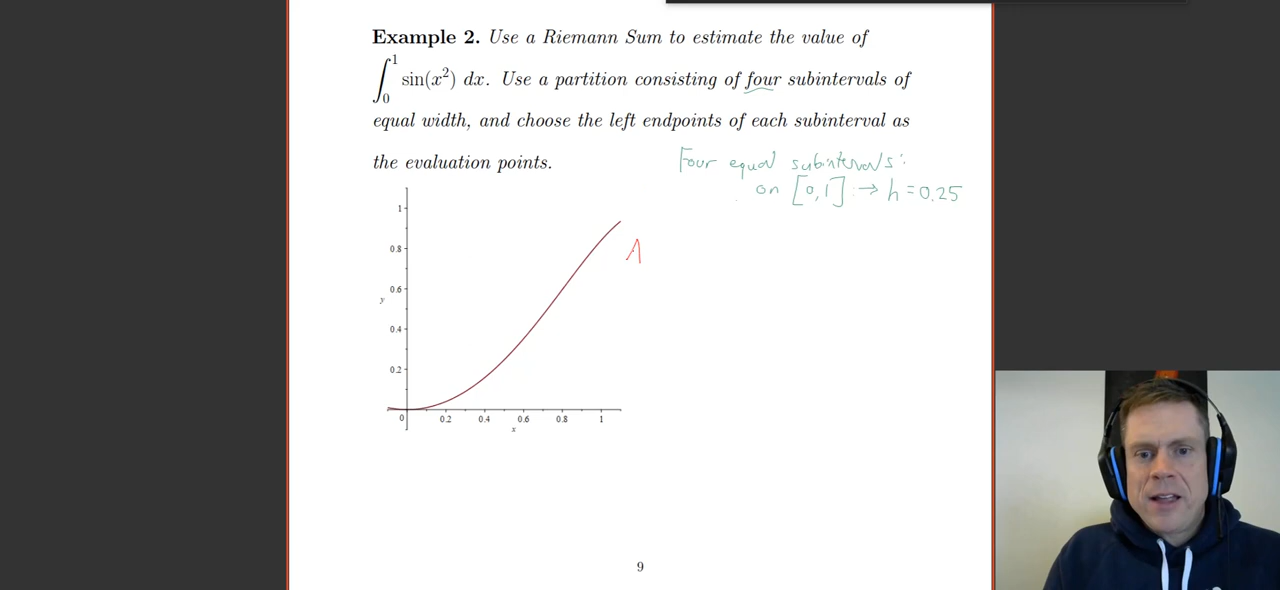 Example 2. Use a Riemann Sum to estimate the value of
∫₀¹ sin(x²) dx. Use a partition consisting of four subintervals of
equal width, and choose the left endpoints of each subinterval as
the evaluation points.
Four equal subintervals:
on [0,1] → h = 0.25
1
0.8
0.6
y
0.4
0.2
0 0.2 0.4 0.6 0.8 1
x
9